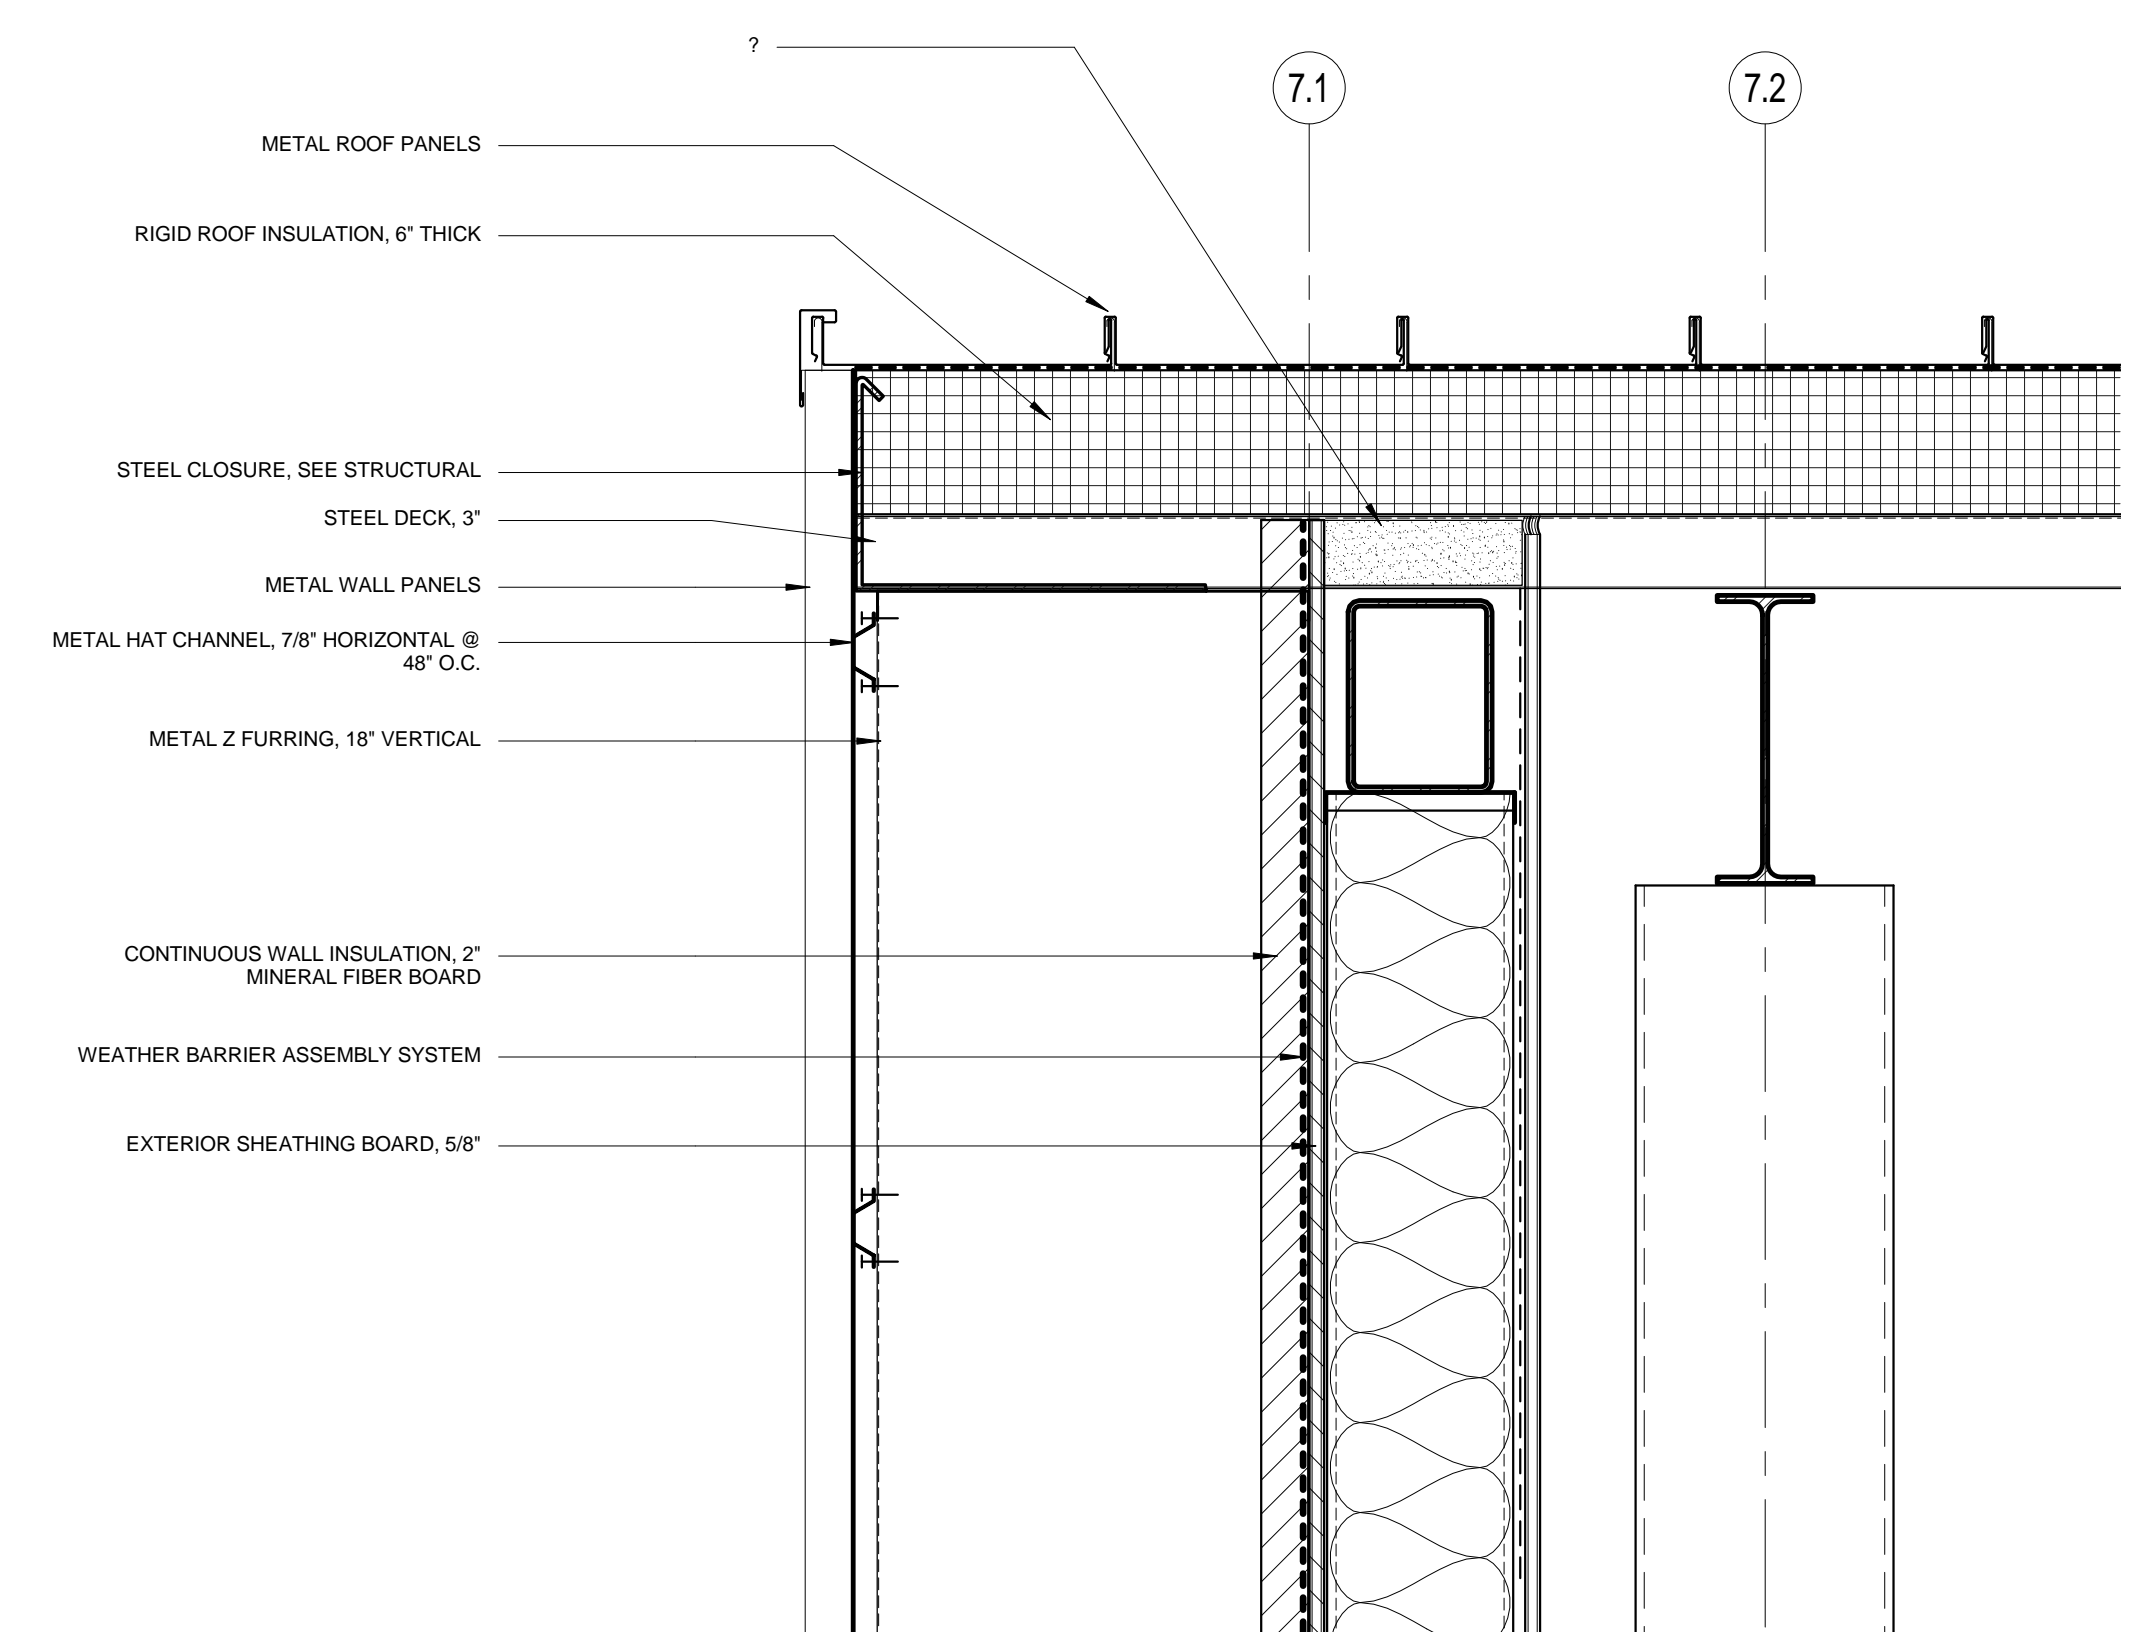 ?
7.1
7.2
METAL ROOF PANELS
RIGID ROOF INSULATION, 6" THICK
STEEL CLOSURE, SEE STRUCTURAL
STEEL DECK, 3"
METAL WALL PANELS
METAL HAT CHANNEL, 7/8" HORIZONTAL @
48" O.C.
METAL Z FURRING, 18" VERTICAL
CONTINUOUS WALL INSULATION, 2"
MINERAL FIBER BOARD
WEATHER BARRIER ASSEMBLY SYSTEM
EXTERIOR SHEATHING BOARD, 5/8"